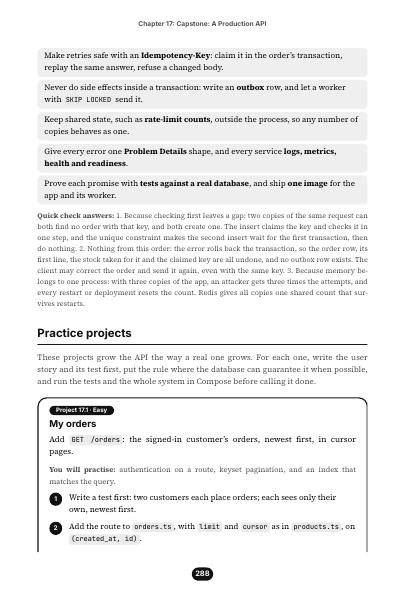 Chapter 17: Capstone: A Production API
Make retries safe with an Idempotency-Key: claim it in the order's transaction,
replay the same answer, refuse a changed body.
Never do side effects inside a transaction: write an outbox row, and let a worker
with SKIP LOCKED send it.
Keep shared state, such as rate-limit counts, outside the process, so any number of
copies behaves as one.
Give every error one Problem Details shape, and every service logs, metrics,
health and readiness.
Prove each promise with tests against a real database, and ship one image for the
app and its worker.
Quick check answers: 1. Because checking first leaves a gap: two copies of the same request can
both find no order with that key, and both create one. The insert claims the key and checks it in
one step, and the unique constraint makes the second insert wait for the first transaction, then
do nothing. 2. Nothing from this order: the error rolls back the transaction, so the order row, its
first line, the stock taken for it and the claimed key are all undone, and no outbox row exists. The
client may correct the order and send it again, even with the same key. 3. Because memory be-
longs to one process: with three copies of the app, an attacker gets three times the attempts, and
every restart or deployment resets the count. Redis gives all copies one shared count that sur-
vives restarts.
Practice projects
These projects grow the API the way a real one grows. For each one, write the user
story and its test first, put the rule where the database can guarantee it when possible,
and run the tests and the whole system in Compose before calling it done.
Project 17.1 · Easy
My orders
Add GET /orders: the signed-in customer's orders, newest first, in cursor
pages.
You will practise: authentication on a route, keyset pagination, and an index that
matches the query.
1 Write a test first: two customers each place orders; each sees only their
own, newest first.
2 Add the route to orders.ts, with limit and cursor as in products.ts, on
(created_at, id).
288